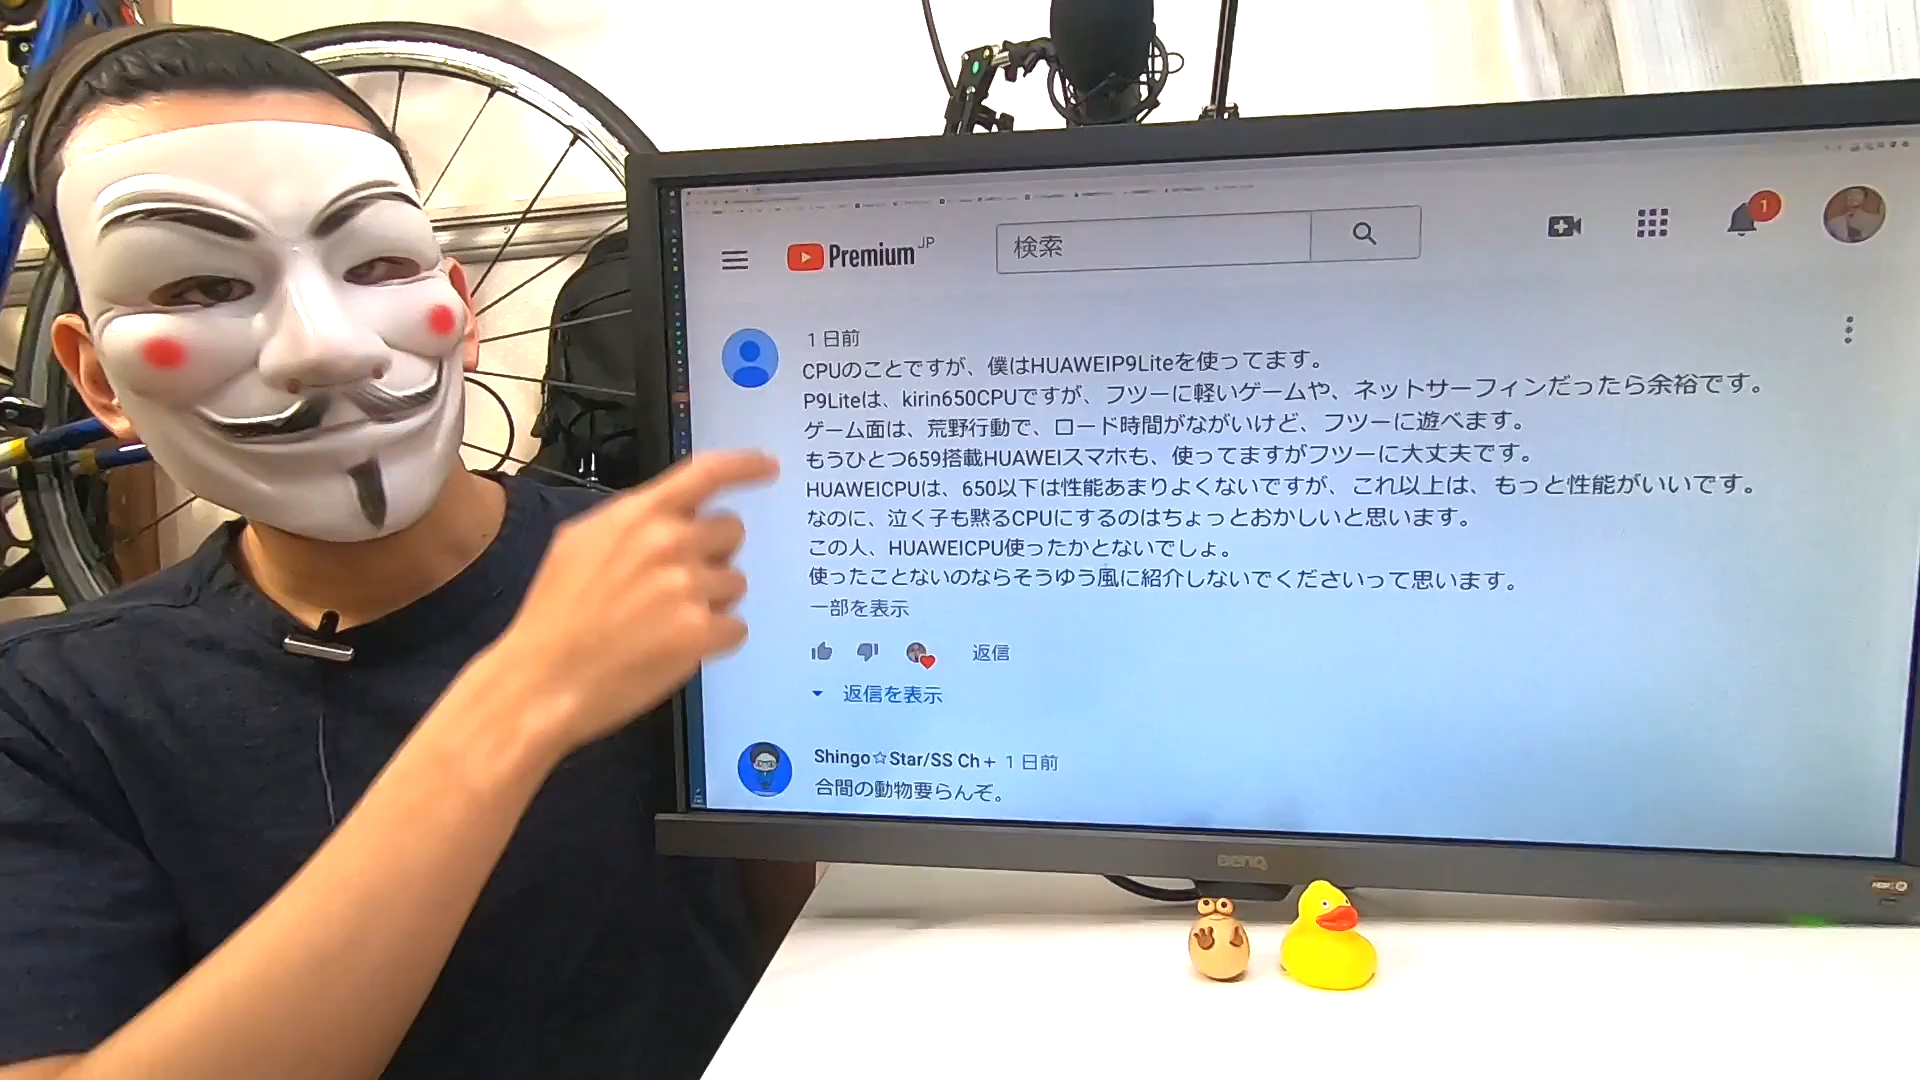 Premium JP
検索
1
1 日前
CPUのことですが、僕はHUAWEIP9Liteを使ってます。
P9Liteは、kirin650CPUですが、フツーに軽いゲームや、ネットサーフィンだったら余裕です。
ゲーム面は、荒野行動で、ロード時間がながいけど、フツーに遊べます。
もうひとつ659搭載HUAWEIスマホも、使ってますがフツーに大丈夫です。
HUAWEICPUは、650以下は性能あまりよくないですが、これ以上は、もっと性能がいいです。
なのに、泣く子も黙るCPUにするのはちょっとおかしいと思います。
この人、HUAWEICPU使ったかとないでしょ。
使ったことないのならそうゆう風に紹介しないでくださいって思います。
一部を表示
返信
返信を表示
Shingo☆Star/SS Ch＋ 1 日前
合間の動物要らんぞ。
BenQ